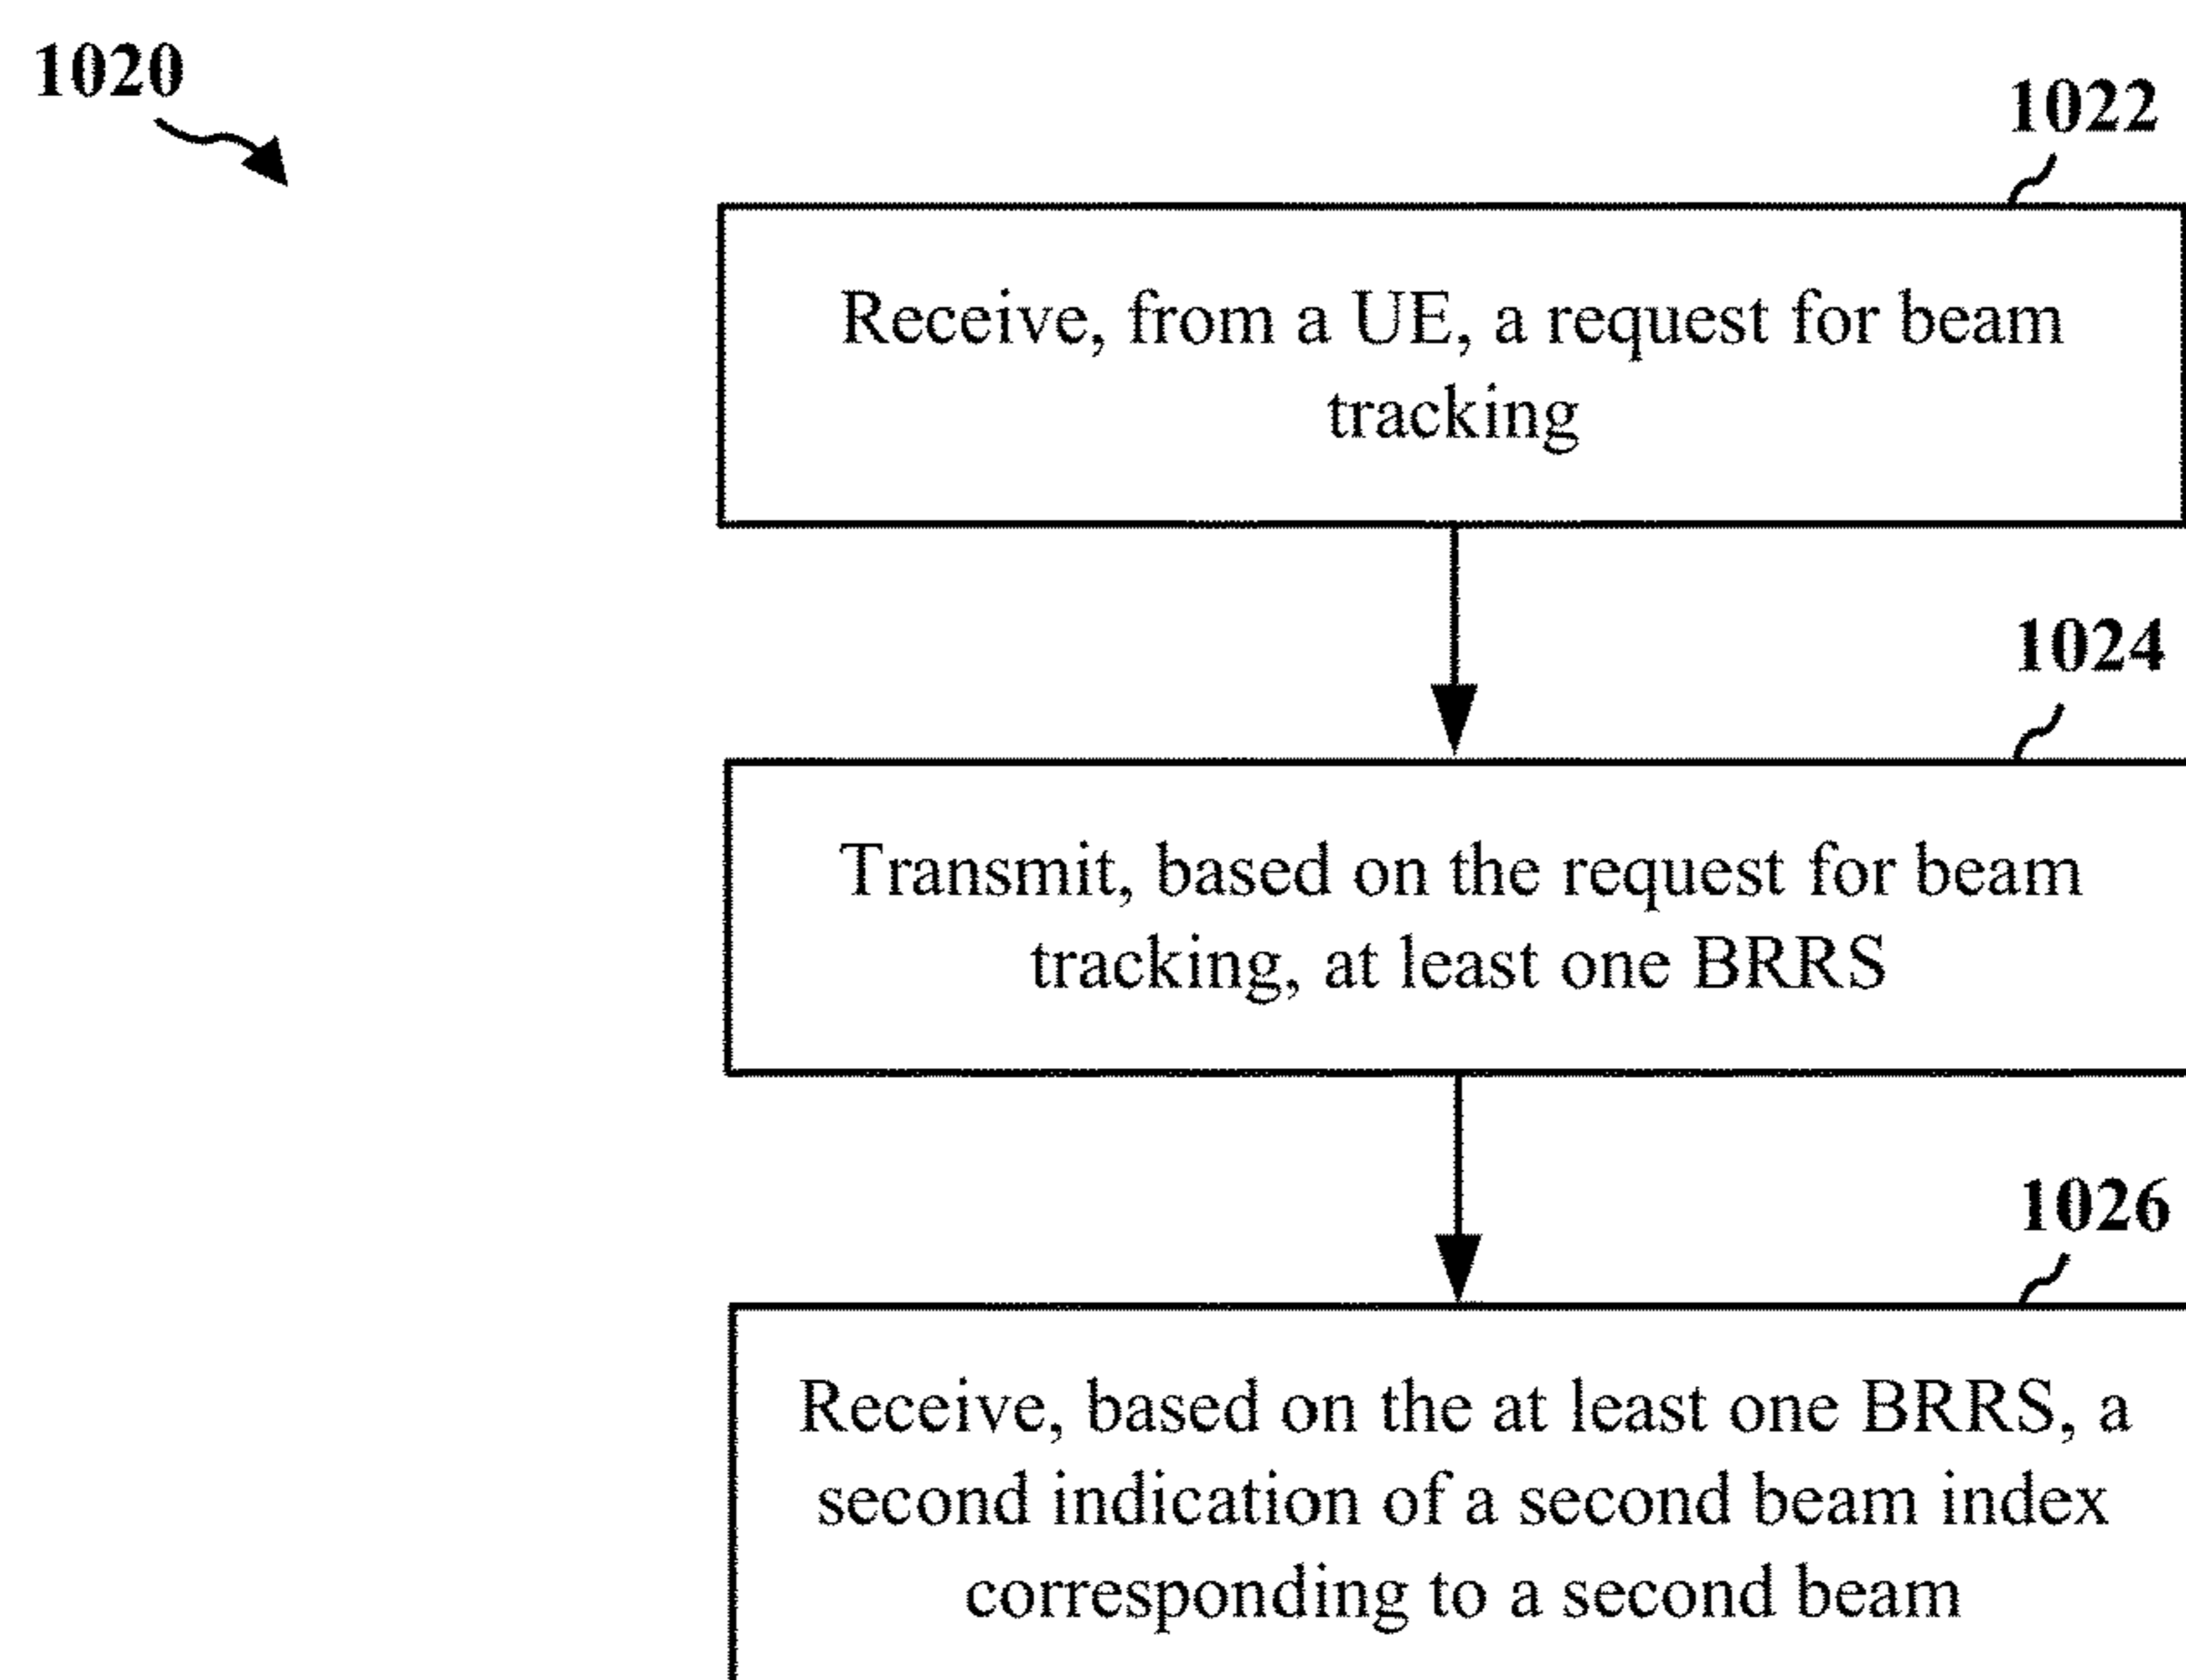 1020
1022
Receive, from a UE, a request for beam
tracking
1024
Transmit, based on the request for beam
tracking, at least one BRRS
1026
Receive, based on the at least one BRRS, a
second indication of a second beam index
corresponding to a second beam